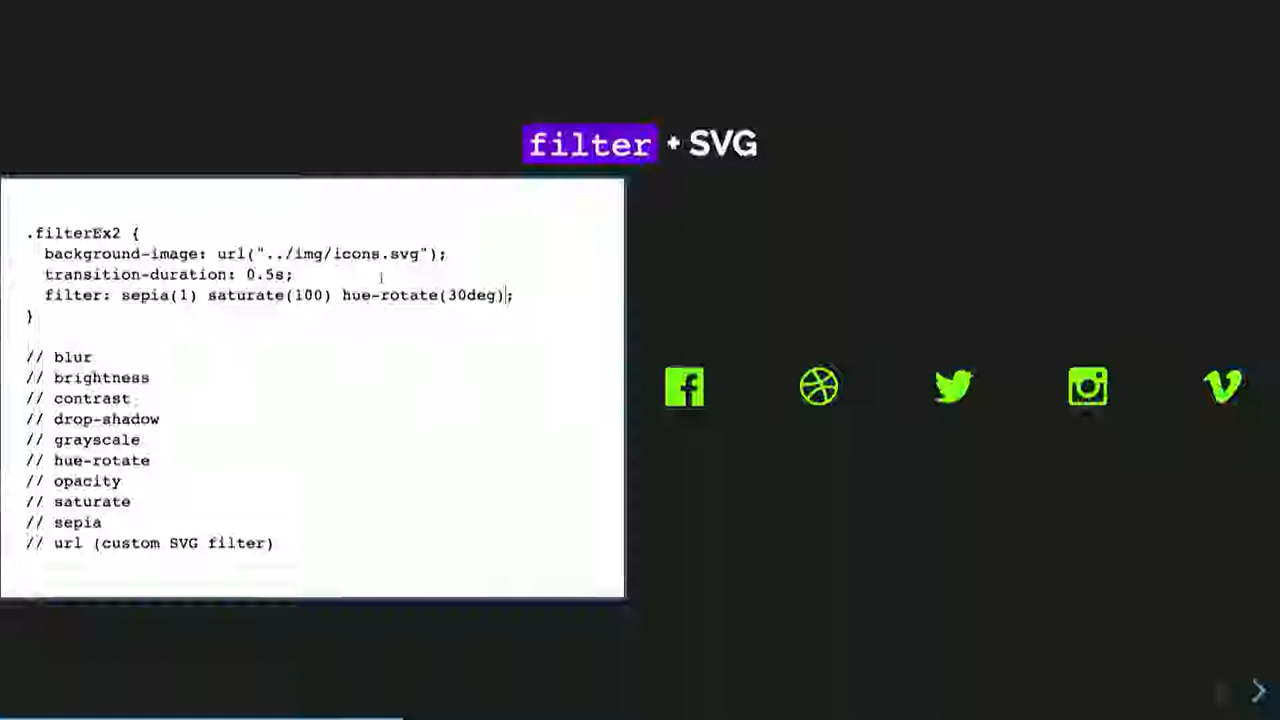 filter + SVG
.filterEx2 {
background-image: url("../img/icons.svg");
transition-duration: 0.5s;
filter: sepia(1) saturate(100) hue-rotate(30deg);
}
// blur
// brightness
// contrast
// drop-shadow
// grayscale
// hue-rotate
// opacity
// saturate
// sepia
// url (custom SVG filter)